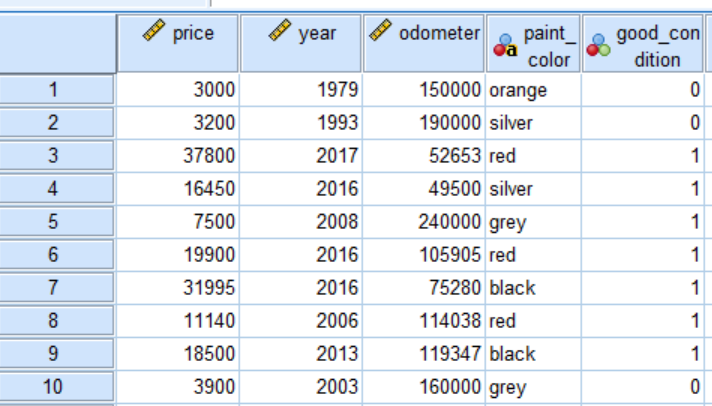 price year odometer paint_color good_condition
1 3000 1979 150000 orange 0
2 3200 1993 190000 silver 0
3 37800 2017 52653 red 1
4 16450 2016 49500 silver 1
5 7500 2008 240000 grey 1
6 19900 2016 105905 red 1
7 31995 2016 75280 black 1
8 11140 2006 114038 red 1
9 18500 2013 119347 black 1
10 3900 2003 160000 grey 0